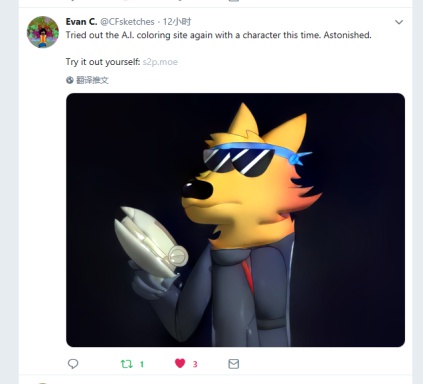 Evan C. @CFsketches · 12小时
Tried out the A.I. coloring site again with a character this time. Astonished.
Try it out yourself: s2p.moe
翻译推文
1 3